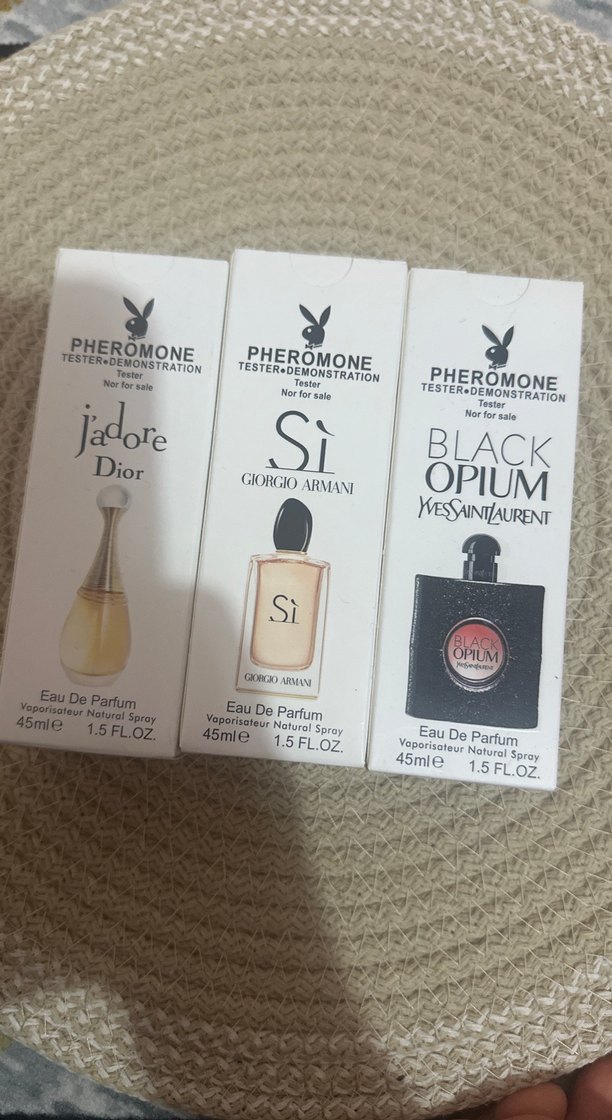 PHEROMONE
TESTER●DEMONSTRATION
Tester
Nor for sale
j'adore
Dior
Eau De Parfum
Vaporisateur Natural Spray
45ml℮ 1.5 FL.OZ.
PHEROMONE
TESTER●DEMONSTRATION
Tester
Nor for sale
Sì
GIORGIO ARMANI
Sì
GIORGIO ARMANI
Eau De Parfum
Vaporisateur Natural Spray
45ml℮ 1.5 FL.OZ.
PHEROMONE
TESTER●DEMONSTRATION
Tester
Nor for sale
BLACK
OPIUM
YVESSAINTLAURENT
BLACK
OPIUM
YVESSAINTLAURENT
Eau De Parfum
Vaporisateur Natural Spray
45ml℮ 1.5 FL.OZ.